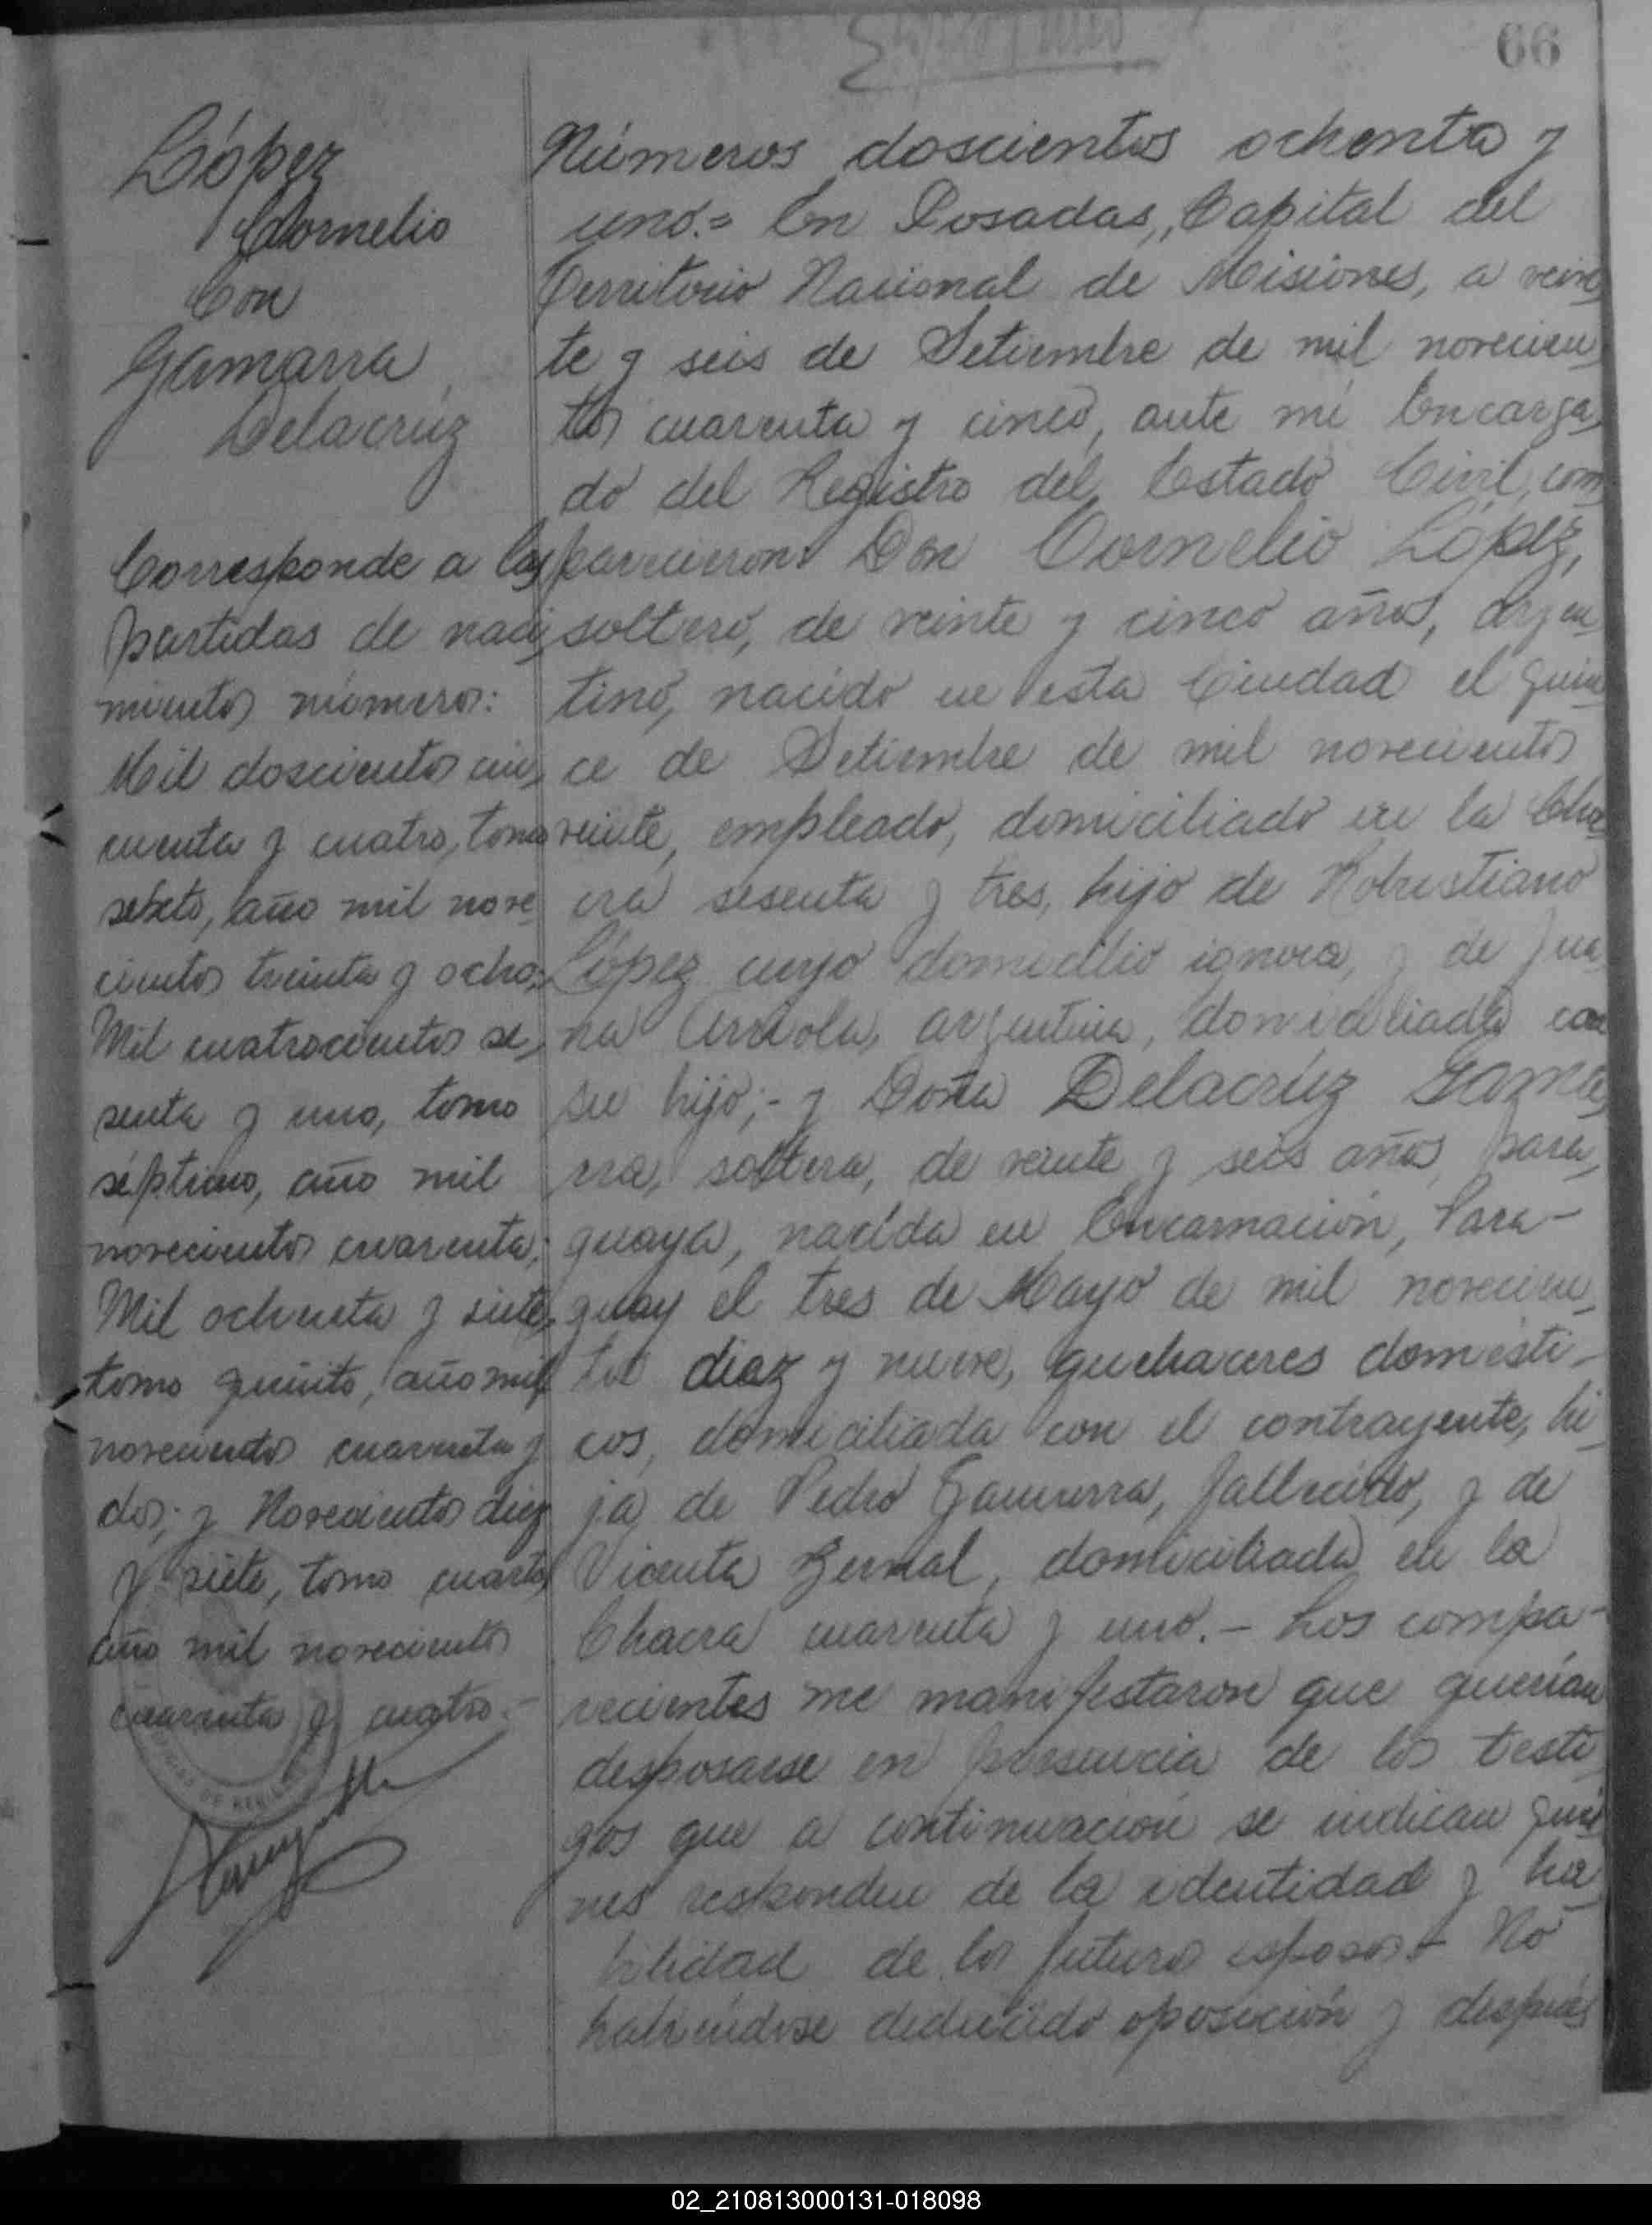 66
López
Cornelio
Con
Gamarra
Delacrúz
Corresponde a las
partidas de naci
mientos números:
Mil doscientos cin
cuenta y cuatro, tomo
sexto, año mil nove
cientos treinta y ocho;
Mil cuatrocientos se
senta y uno, tomo
séptimo, año mil
novecientos cuarenta;
Mil ochenta y siete,
tomo quinto, año mil
novecientos cuarenta y
dos; y Novecientos diez
y siete, tomo cuarto,
año mil novecientos
cuarenta y cuatro.-
Números doscientos ochenta y
uno.= En Posadas, Capital del
Territorio Nacional de Misiones, a vein
te y seis de Setiembre de mil novecien
tos cuarenta y cinco, ante mí Encarga
do del Registro del Estado Civil, com
parecieron: Don Cornelio López,
soltero, de veinte y cinco años, argen
tino, nacido en esta Ciudad el quin
ce de Setiembre de mil novecientos
veinte, empleado, domiciliado en la Cha
cra sesenta y tres, hijo de Robustiano
López cuyo domicilio ignora, y de Jua
na Arriola, argentina, domiciliada con
su hijo;- y Doña Delacrúz Gama
rra, soltera, de veinte y seis años, para
guaya, nacida en Encarnación, Para-
guay el tres de Mayo de mil novecien
tos diaz y nueve, quehaceres domésti-
cos, domiciliada con el contrayente, hi
ja de Pedro Gamarra, fallecido, y de
Vicenta Bernal, domiciliada en la
Chacra cuarenta y uno.- Los compa-
recientes me manifestaron que querían
desposarse en presencia de los testi
gos que a continuación se indican quie
nes responden de la identidad y ha
bilidad de los futuros esposos.- No
habiéndose deducido oposición y después
02_210813000131-018098